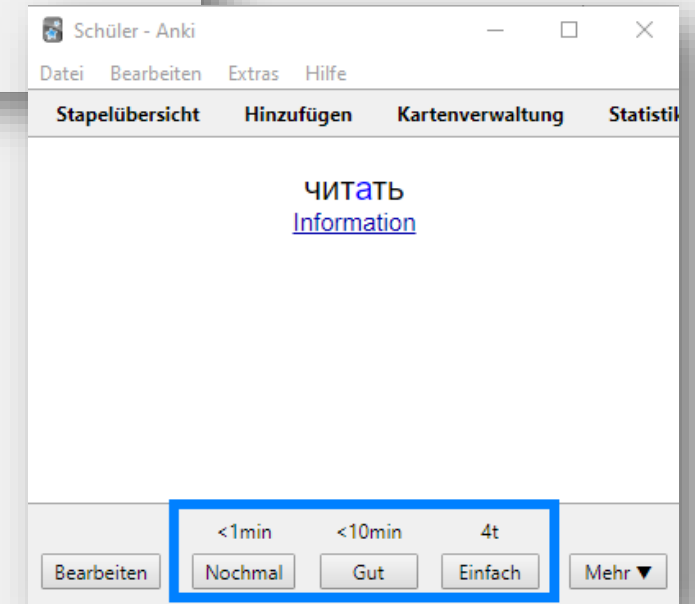 Schüler - Anki
Datei Bearbeiten Extras Hilfe
Stapelübersicht Hinzufügen Kartenverwaltung Statistik
читать
Information
<1min <10min 4t
Bearbeiten Nochmal Gut Einfach Mehr ▼